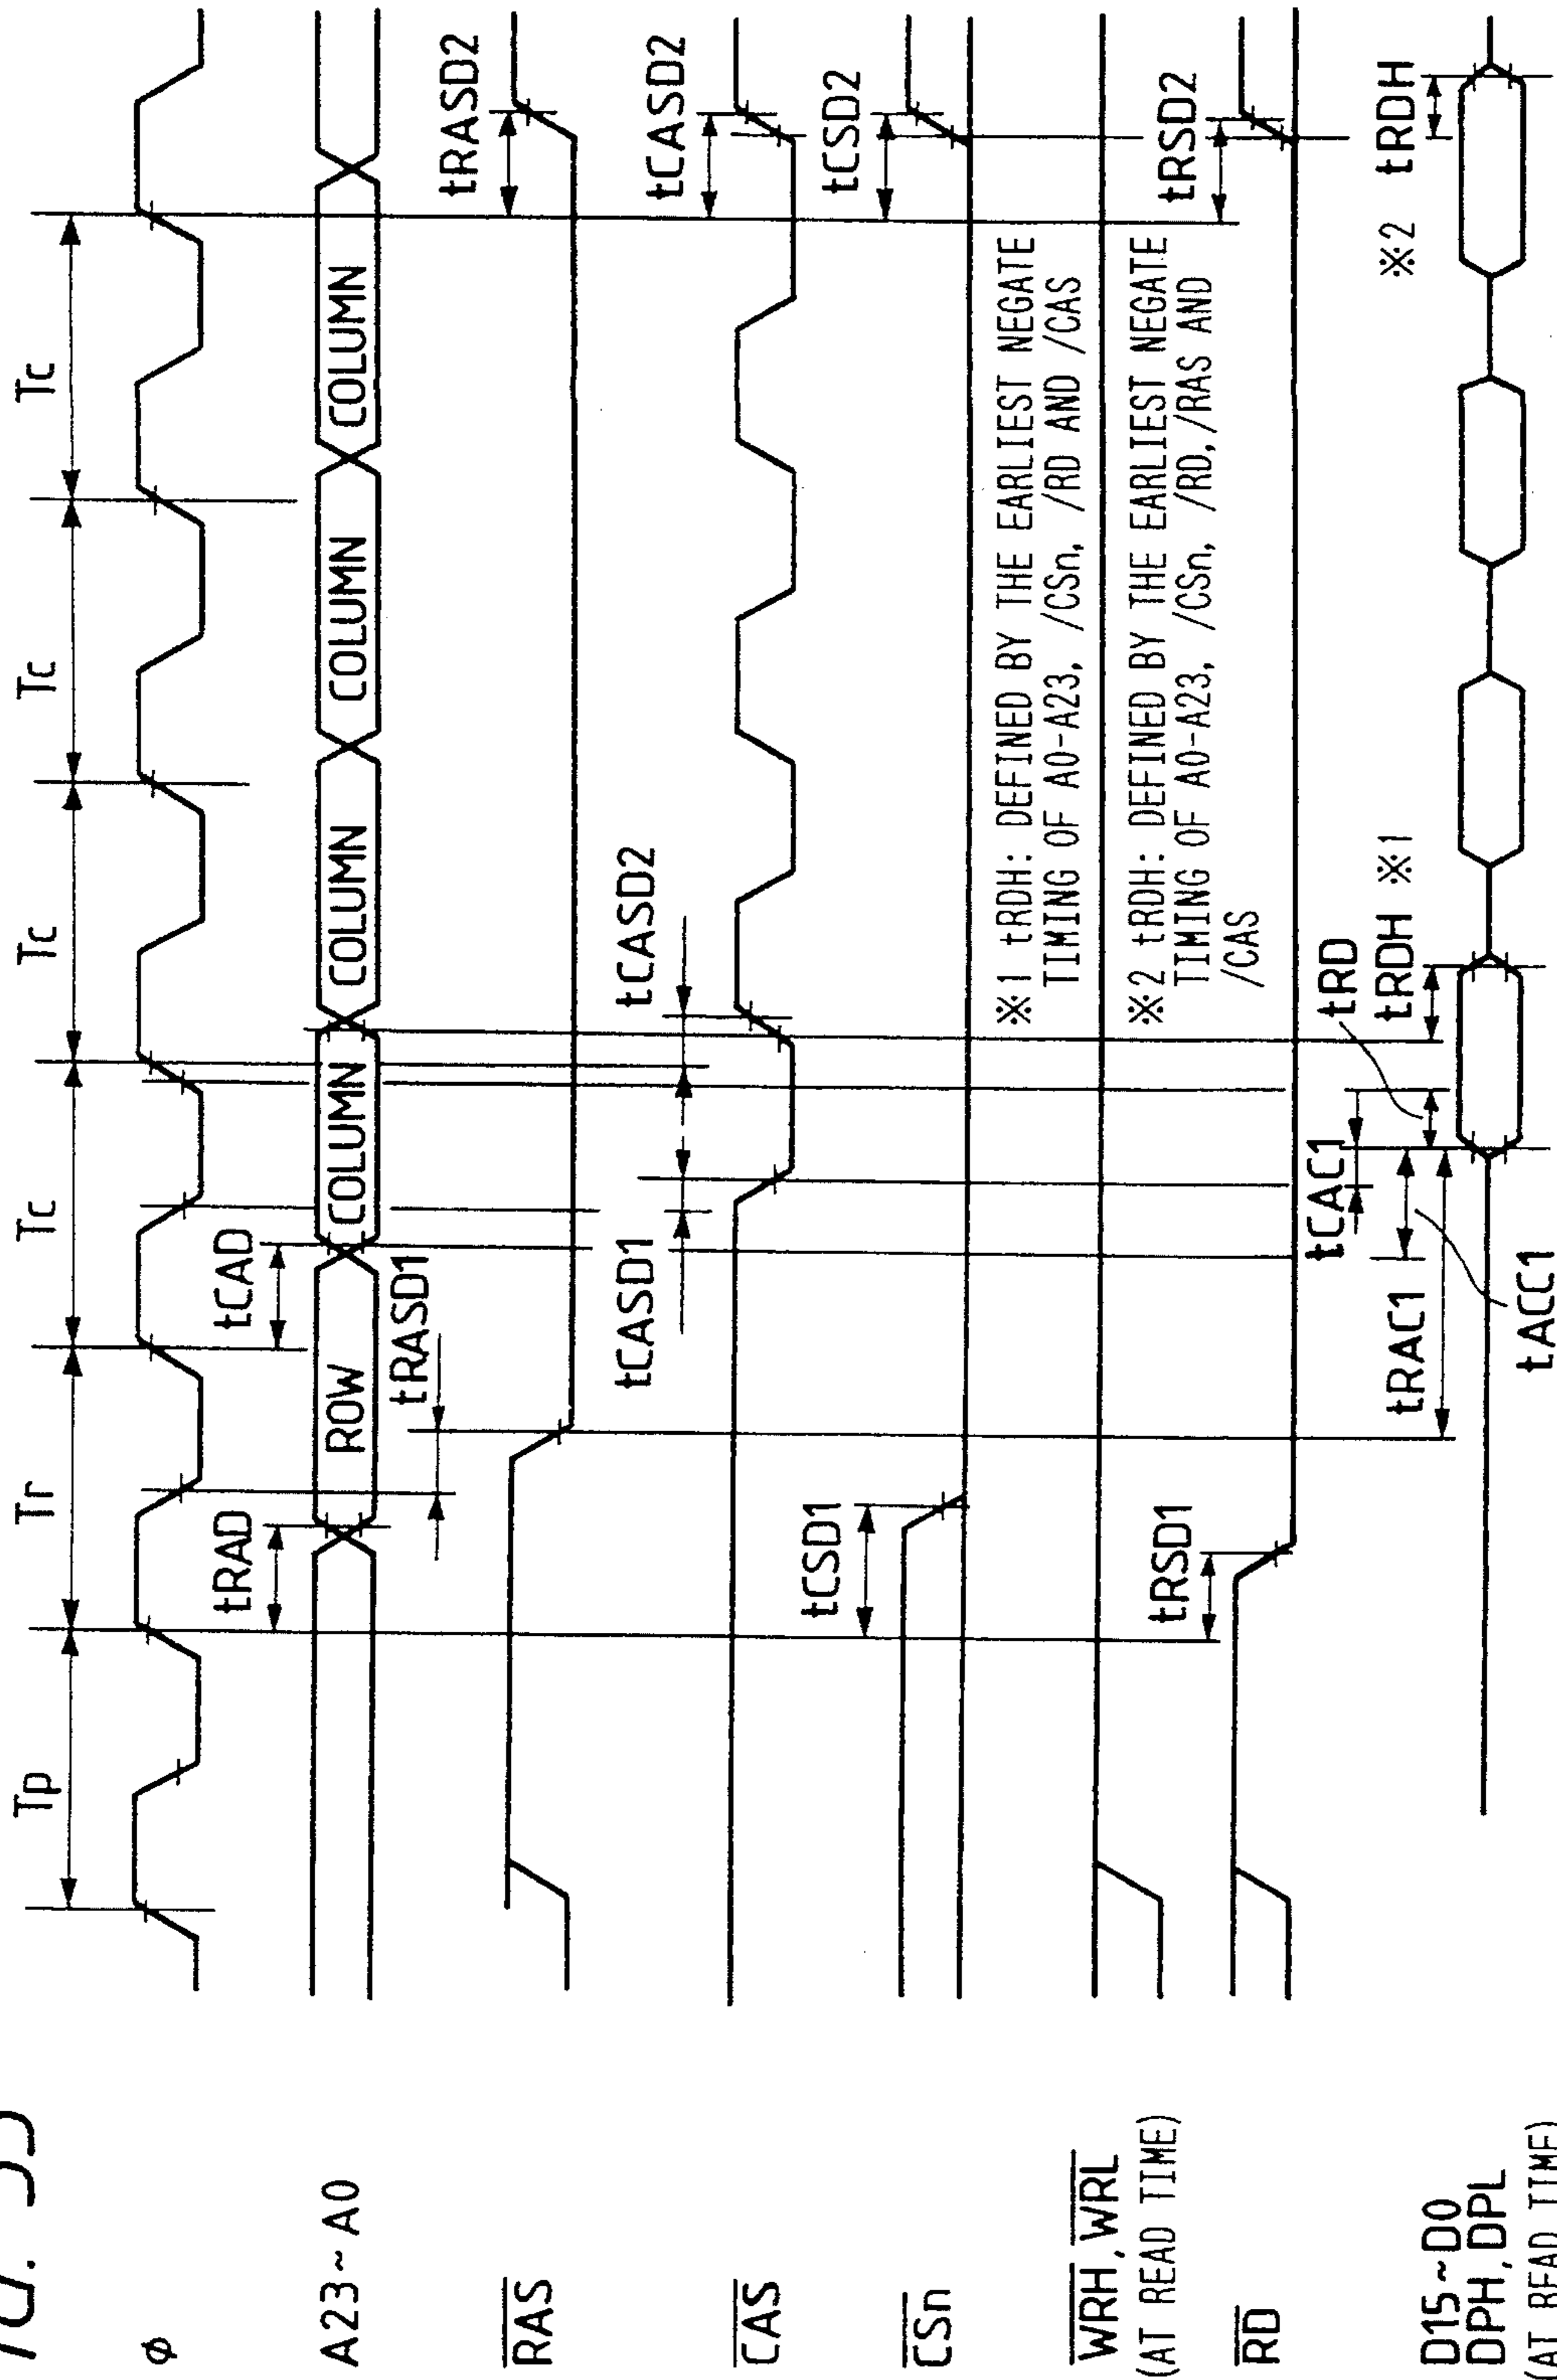 Tp
Tr
Tc
Tc
Tc
Tc
φ
A23~A0
tRAD
tCAD
ROW
COLUMN
COLUMN
COLUMN
COLUMN
tRASD1
tRASD2
RAS
tCASD1
tCASD2
tCASD2
CAS
tCSD1
tCSD2
CSn
※1 tRDH: DEFINED BY THE EARLIEST NEGATE
TIMING OF A0-A23, /CSn, /RD AND /CAS
WRH, WRL
(AT READ TIME)
※2 tRDH: DEFINED BY THE EARLIEST NEGATE
TIMING OF A0-A23, /CSn, /RD, /RAS AND
/CAS
tRSD1
tRSD2
RD
tCAC1
tRD
tRAC1
tRDH ※1
※2 tRDH
tACC1
D15~D0
DPH, DPL
(AT READ TIME)